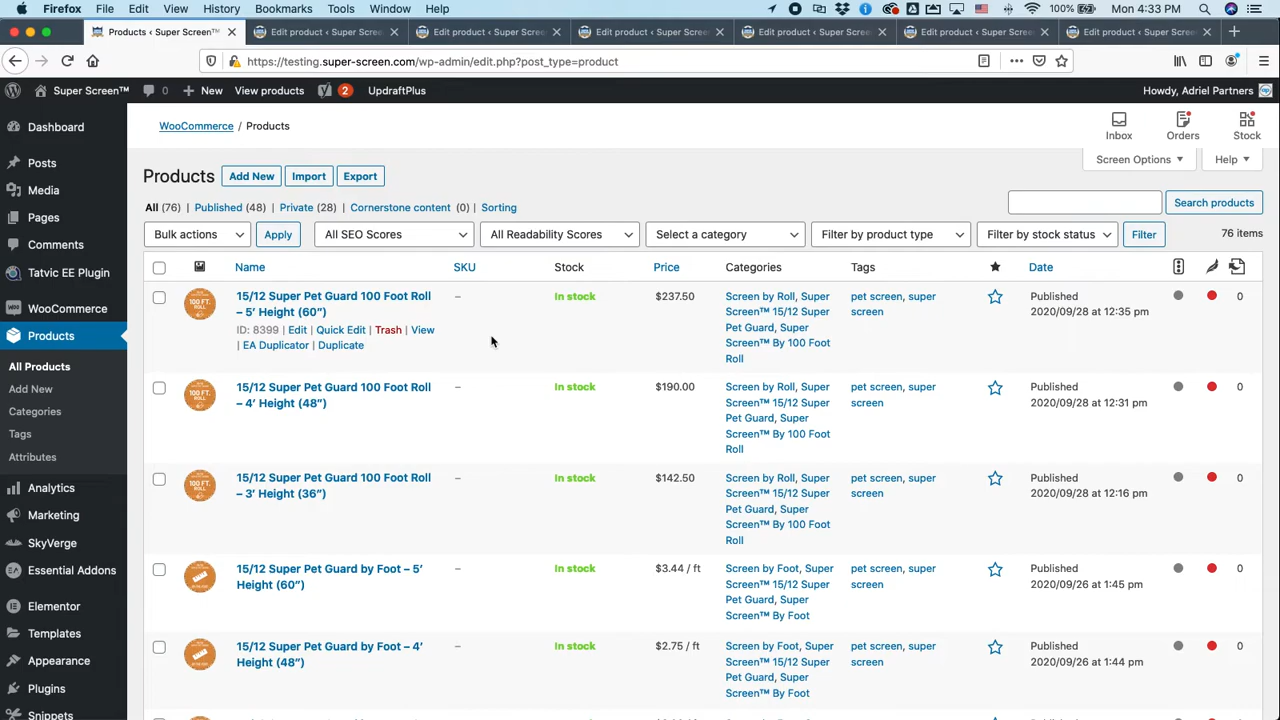 Firefox File Edit View History Bookmarks Tools Window Help 100% Mon 4:33 PM
Products ‹ Super Screen™ Edit product ‹ Super Scre Edit product ‹ Super Scre Edit product ‹ Super Scre Edit product ‹ Super Scre Edit product ‹ Super Scre Edit product ‹ Super Scre
https://testing.super-screen.com/wp-admin/edit.php?post_type=product
Super Screen™ 0 New View products 2 UpdraftPlus Howdy, Adriel Partners
Dashboard
Posts
Media
Pages
Comments
Tatvic EE Plugin
WooCommerce
Products
All Products
Add New
Categories
Tags
Attributes
Analytics
Marketing
SkyVerge
Essential Addons
Elementor
Templates
Appearance
Plugins
Snippets
WooCommerce / Products
Inbox Orders Stock
Screen Options Help
Products Add New Import Export
All (76) | Published (48) | Private (28) | Cornerstone content (0) | Sorting
Search products
Bulk actions Apply All SEO Scores All Readability Scores Select a category Filter by product type Filter by stock status Filter 76 items
Name SKU Stock Price Categories Tags Date
100 FT. ROLL
15/12 Super Pet Guard 100 Foot Roll
– 5′ Height (60″)
ID: 8399 | Edit | Quick Edit | Trash | View
| EA Duplicator | Duplicate
–
In stock
$237.50
Screen by Roll, Super
Screen™ 15/12 Super
Pet Guard, Super
Screen™ By 100 Foot
Roll
pet screen, super
screen
Published
2020/09/28 at 12:35 pm
0
100 FT. ROLL
15/12 Super Pet Guard 100 Foot Roll
– 4′ Height (48″)
–
In stock
$190.00
Screen by Roll, Super
Screen™ 15/12 Super
Pet Guard, Super
Screen™ By 100 Foot
Roll
pet screen, super
screen
Published
2020/09/28 at 12:31 pm
0
100 FT. ROLL
15/12 Super Pet Guard 100 Foot Roll
– 3′ Height (36″)
–
In stock
$142.50
Screen by Roll, Super
Screen™ 15/12 Super
Pet Guard, Super
Screen™ By 100 Foot
Roll
pet screen, super
screen
Published
2020/09/28 at 12:16 pm
0
15/12 Super Pet Guard by Foot – 5′
Height (60″)
–
In stock
$3.44 / ft
Screen by Foot, Super
Screen™ 15/12 Super
Pet Guard, Super
Screen™ By Foot
pet screen, super
screen
Published
2020/09/26 at 1:45 pm
0
15/12 Super Pet Guard by Foot – 4′
Height (48″)
–
In stock
$2.75 / ft
Screen by Foot, Super
Screen™ 15/12 Super
Pet Guard, Super
Screen™ By Foot
pet screen, super
screen
Published
2020/09/26 at 1:44 pm
0